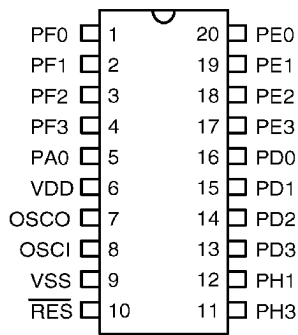 PF0 1 20 PE0
PF1 2 19 PE1
PF2 3 18 PE2
PF3 4 17 PE3
PA0 5 16 PD0
VDD 6 15 PD1
OSCO 7 14 PD2
OSCI 8 13 PD3
VSS 9 12 PH1
R̅E̅S̅ 10 11 PH3